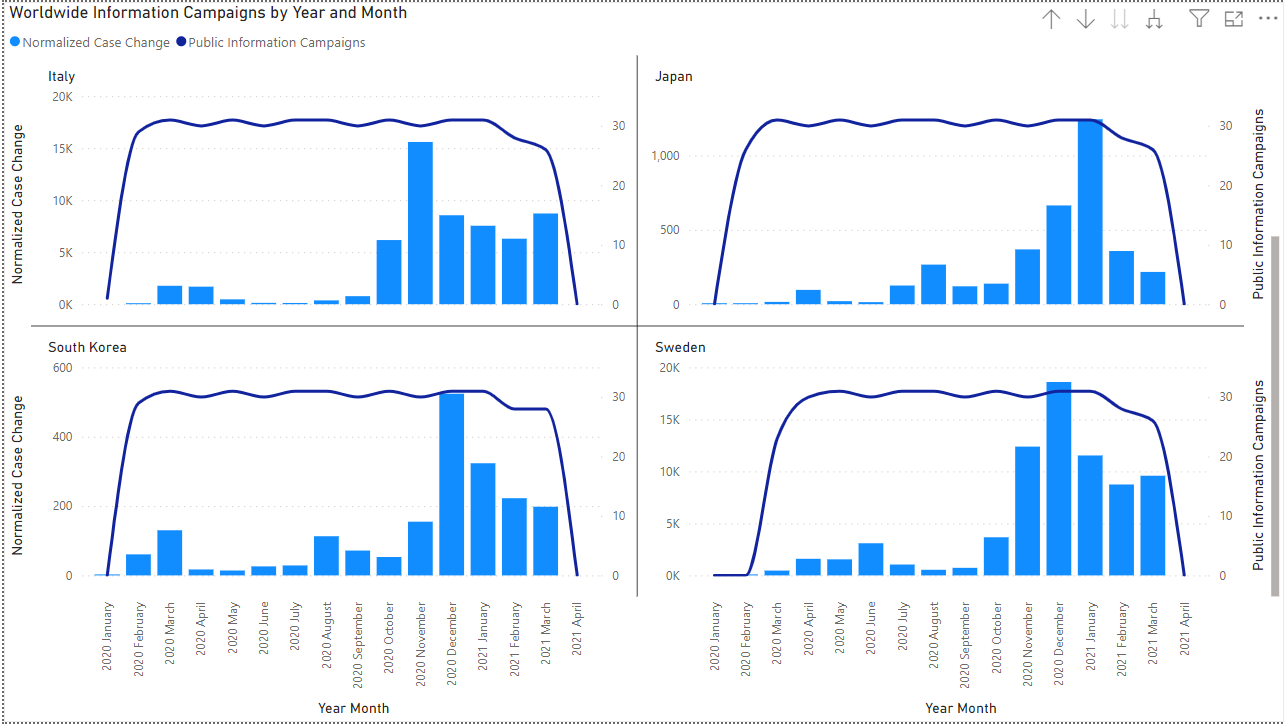 Worldwide Information Campaigns by Year and Month
Normalized Case Change Public Information Campaigns
Italy
Normalized Case Change
20K
15K
10K
5K
0K
30
20
10
0
Japan
1,000
500
0
30
20
10
0
Public Information Campaigns
South Korea
Normalized Case Change
600
400
200
0
30
20
10
0
Sweden
20K
15K
10K
5K
0K
30
20
10
0
Public Information Campaigns
2020 January
2020 February
2020 March
2020 April
2020 May
2020 June
2020 July
2020 August
2020 September
2020 October
2020 November
2020 December
2021 January
2021 February
2021 March
2021 April
Year Month
2020 January
2020 February
2020 March
2020 April
2020 May
2020 June
2020 July
2020 August
2020 September
2020 October
2020 November
2020 December
2021 January
2021 February
2021 March
2021 April
Year Month